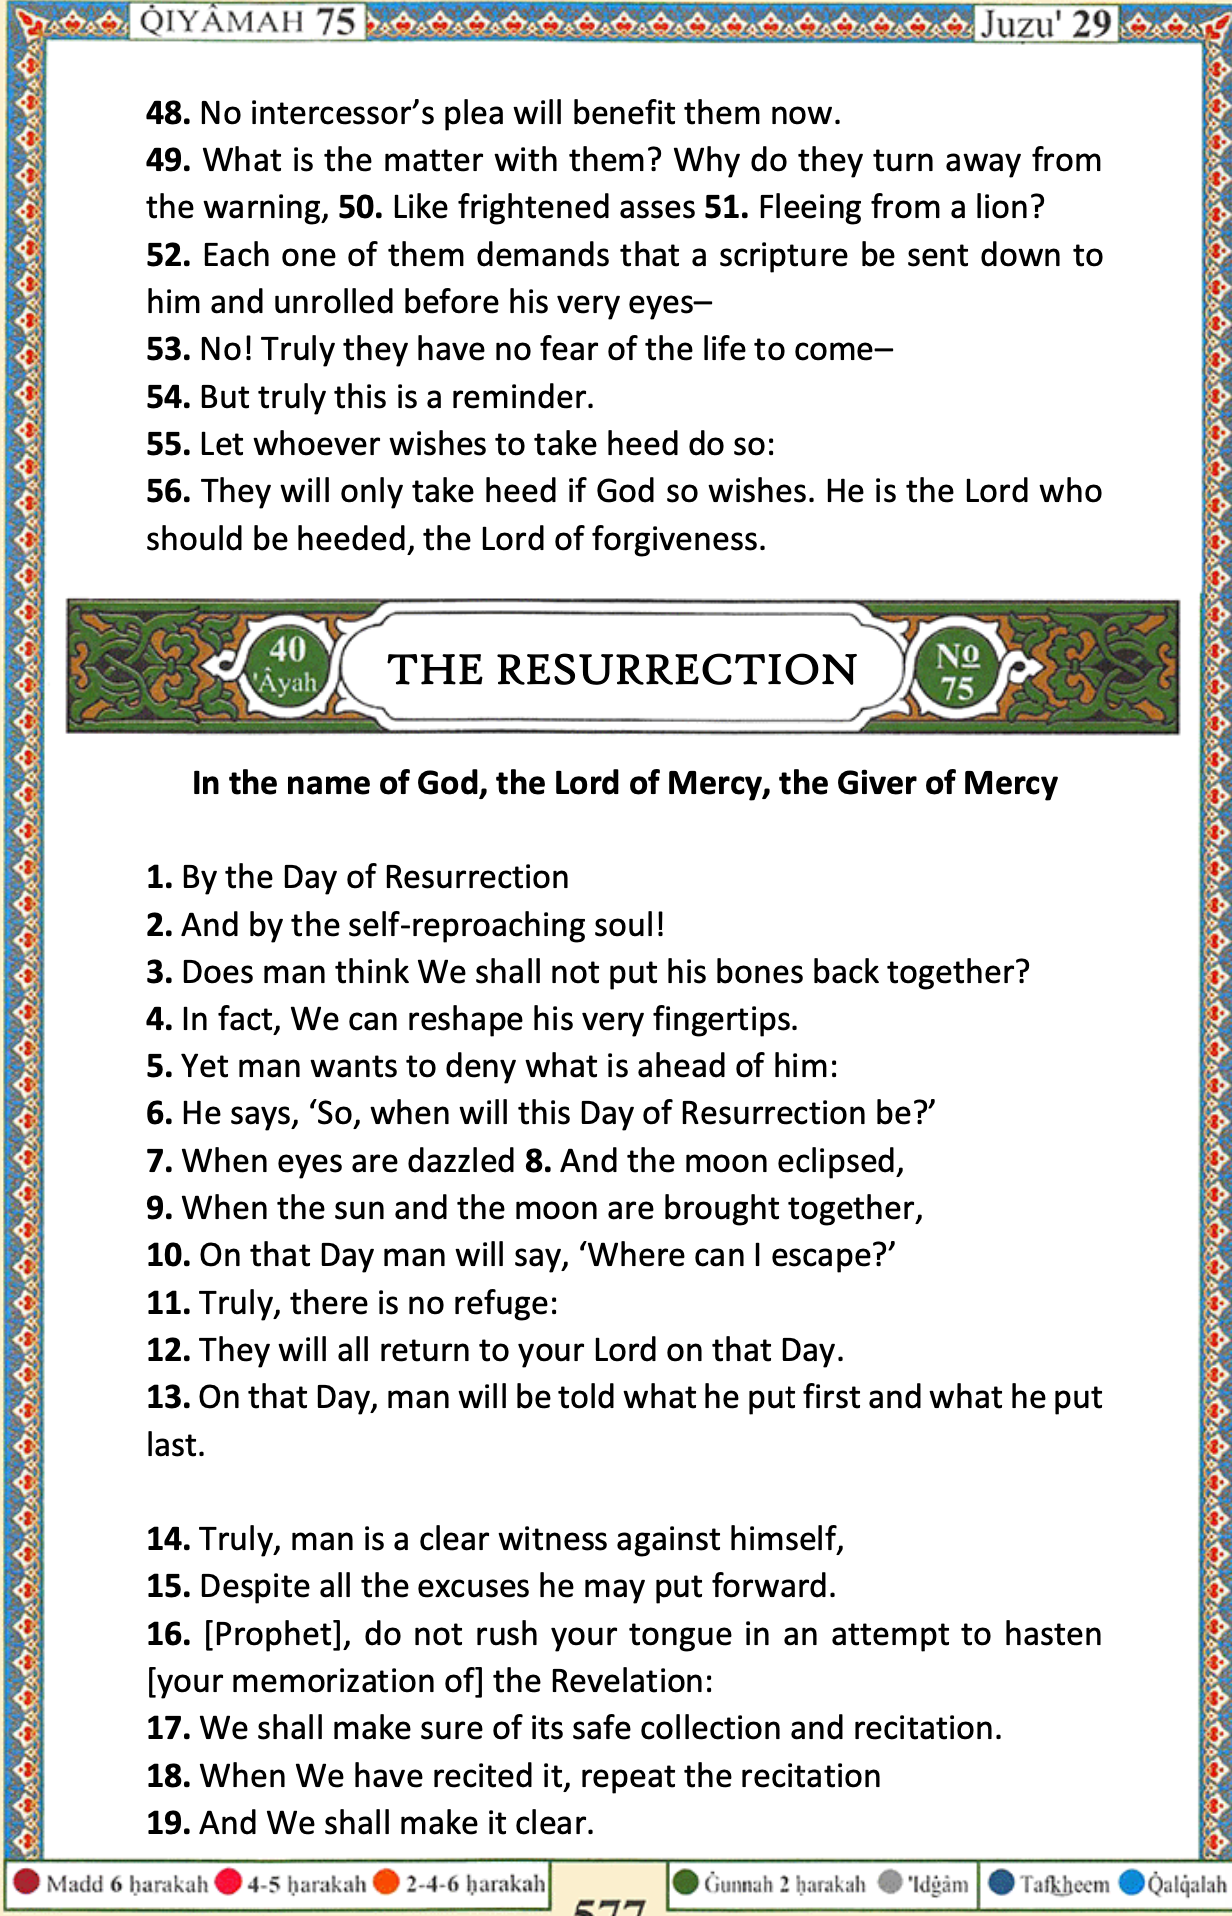 QIYÂMAH 75
Juzu' 29
48. No intercessor’s plea will benefit them now.
49. What is the matter with them? Why do they turn away from
the warning, 50. Like frightened asses 51. Fleeing from a lion?
52. Each one of them demands that a scripture be sent down to
him and unrolled before his very eyes–
53. No! Truly they have no fear of the life to come–
54. But truly this is a reminder.
55. Let whoever wishes to take heed do so:
56. They will only take heed if God so wishes. He is the Lord who
should be heeded, the Lord of forgiveness.
40
'Âyah
THE RESURRECTION
No
75
In the name of God, the Lord of Mercy, the Giver of Mercy
1. By the Day of Resurrection
2. And by the self-reproaching soul!
3. Does man think We shall not put his bones back together?
4. In fact, We can reshape his very fingertips.
5. Yet man wants to deny what is ahead of him:
6. He says, ‘So, when will this Day of Resurrection be?’
7. When eyes are dazzled 8. And the moon eclipsed,
9. When the sun and the moon are brought together,
10. On that Day man will say, ‘Where can I escape?’
11. Truly, there is no refuge:
12. They will all return to your Lord on that Day.
13. On that Day, man will be told what he put first and what he put
last.
14. Truly, man is a clear witness against himself,
15. Despite all the excuses he may put forward.
16. [Prophet], do not rush your tongue in an attempt to hasten
[your memorization of] the Revelation:
17. We shall make sure of its safe collection and recitation.
18. When We have recited it, repeat the recitation
19. And We shall make it clear.
Madd 6 ḥarakah 4-5 ḥarakah 2-4-6 ḥarakah
577
Ġunnah 2 ḥarakah 'Idġâm Tafkheem Q̇alq̇alah